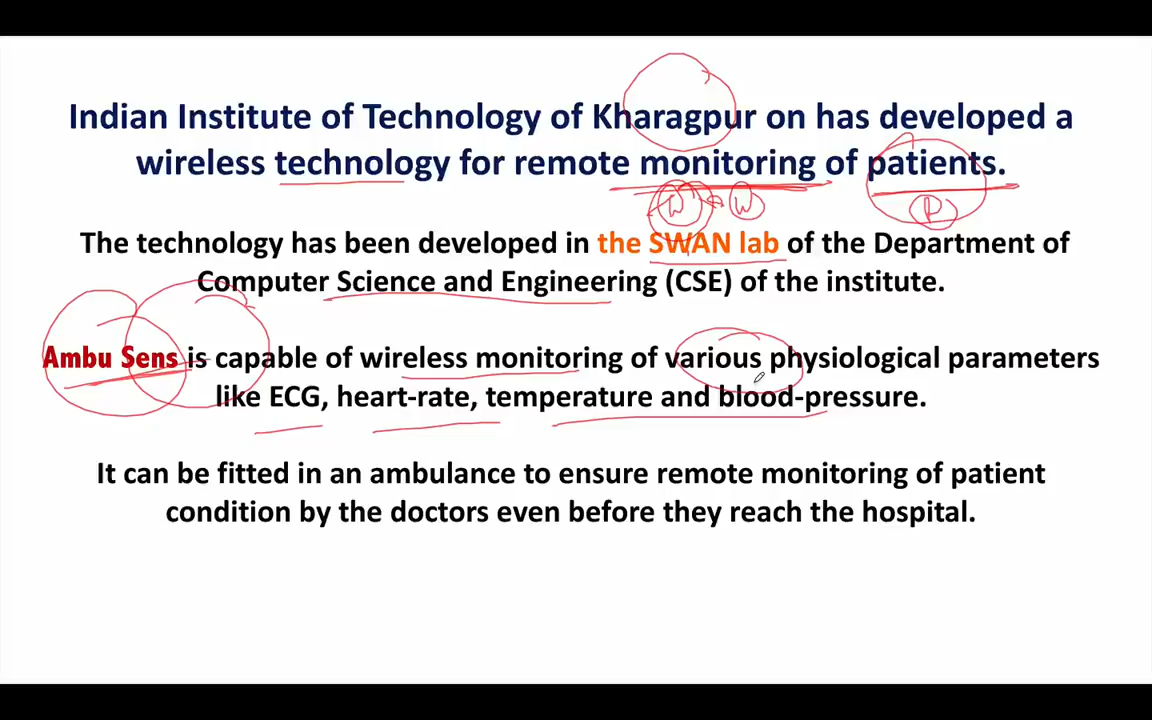 Indian Institute of Technology of Kharagpur on has developed a
wireless technology for remote monitoring of patients.
W W P
The technology has been developed in the SWAN lab of the Department of
Computer Science and Engineering (CSE) of the institute.
Ambu Sens is capable of wireless monitoring of various physiological parameters
like ECG, heart-rate, temperature and blood-pressure.
It can be fitted in an ambulance to ensure remote monitoring of patient
condition by the doctors even before they reach the hospital.